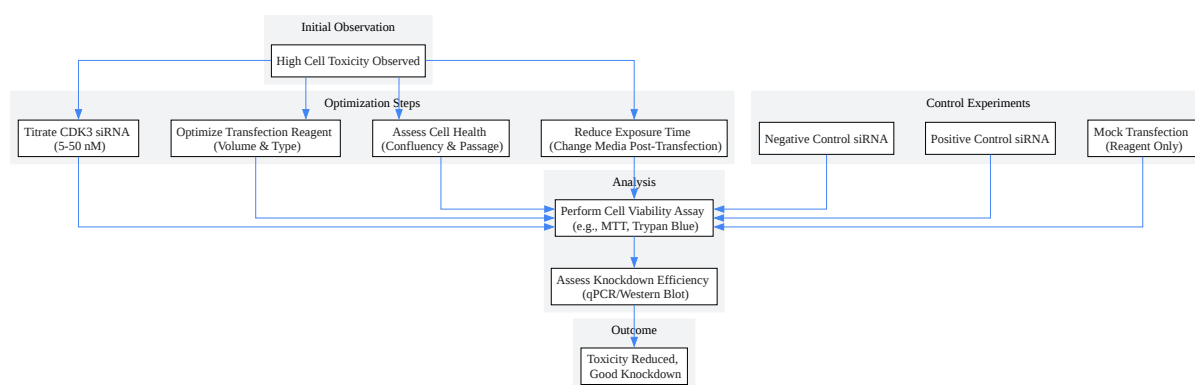 Initial Observation
High Cell Toxicity Observed
Optimization Steps
Control Experiments
Titrate CDK3 siRNA
(5-50 nM)
Optimize Transfection Reagent
(Volume & Type)
Assess Cell Health
(Confluency & Passage)
Reduce Exposure Time
(Change Media Post-Transfection)
Negative Control siRNA
Positive Control siRNA
Mock Transfection
(Reagent Only)
Analysis
Perform Cell Viability Assay
(e.g., MTT, Trypan Blue)
Assess Knockdown Efficiency
(qPCR/Western Blot)
Outcome
Toxicity Reduced,
Good Knockdown